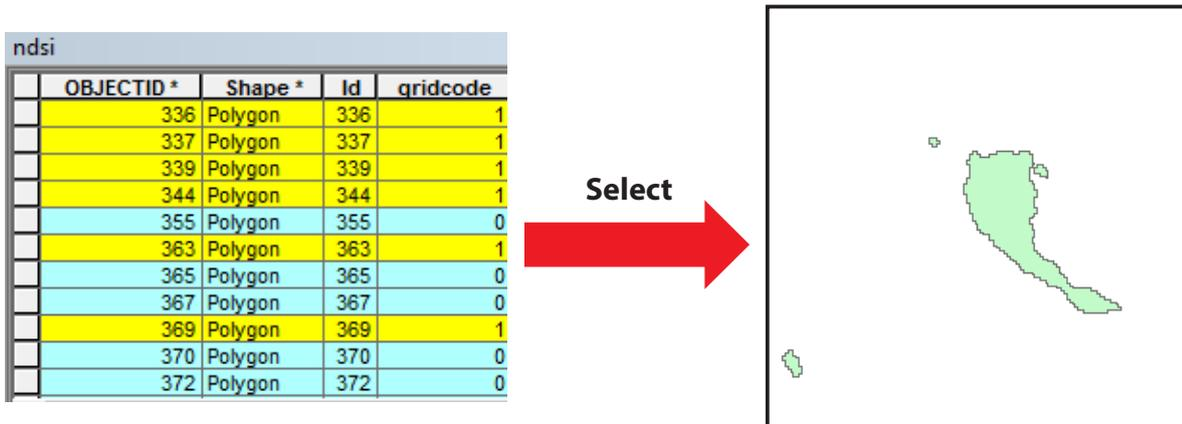 ndsi
OBJECTID * Shape * Id gridcode
336 Polygon 336 1
337 Polygon 337 1
339 Polygon 339 1
344 Polygon 344 1
355 Polygon 355 0
363 Polygon 363 1
365 Polygon 365 0
367 Polygon 367 0
369 Polygon 369 1
370 Polygon 370 0
372 Polygon 372 0
Select